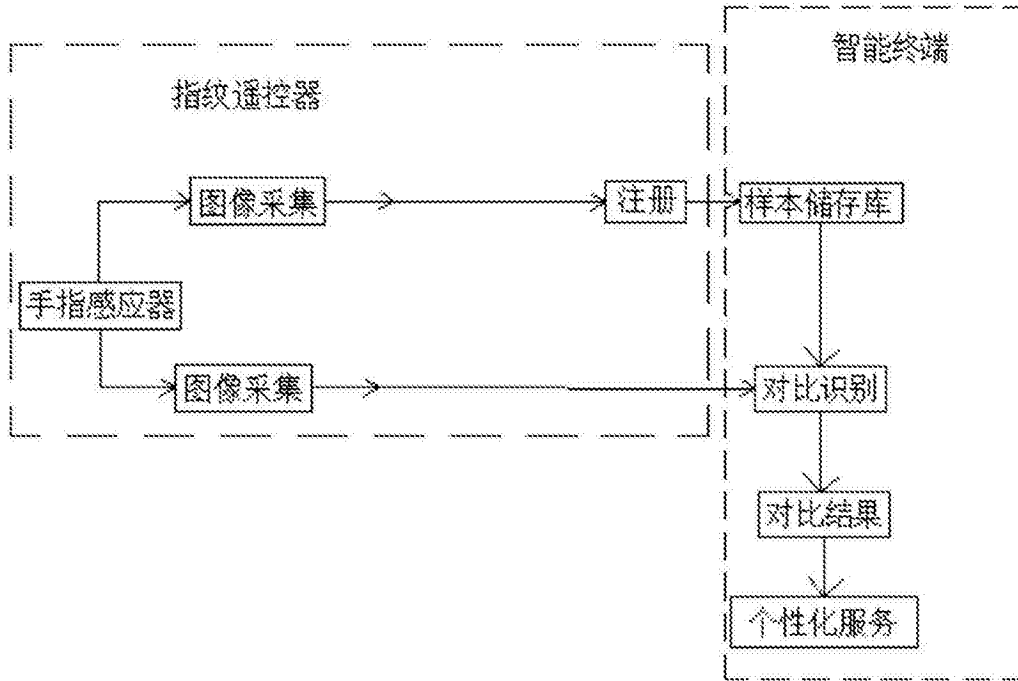 智能终端
指纹遥控器
图像采集
注册
样本储存库
手指感应器
图像采集
对比识别
对比结果
个性化服务